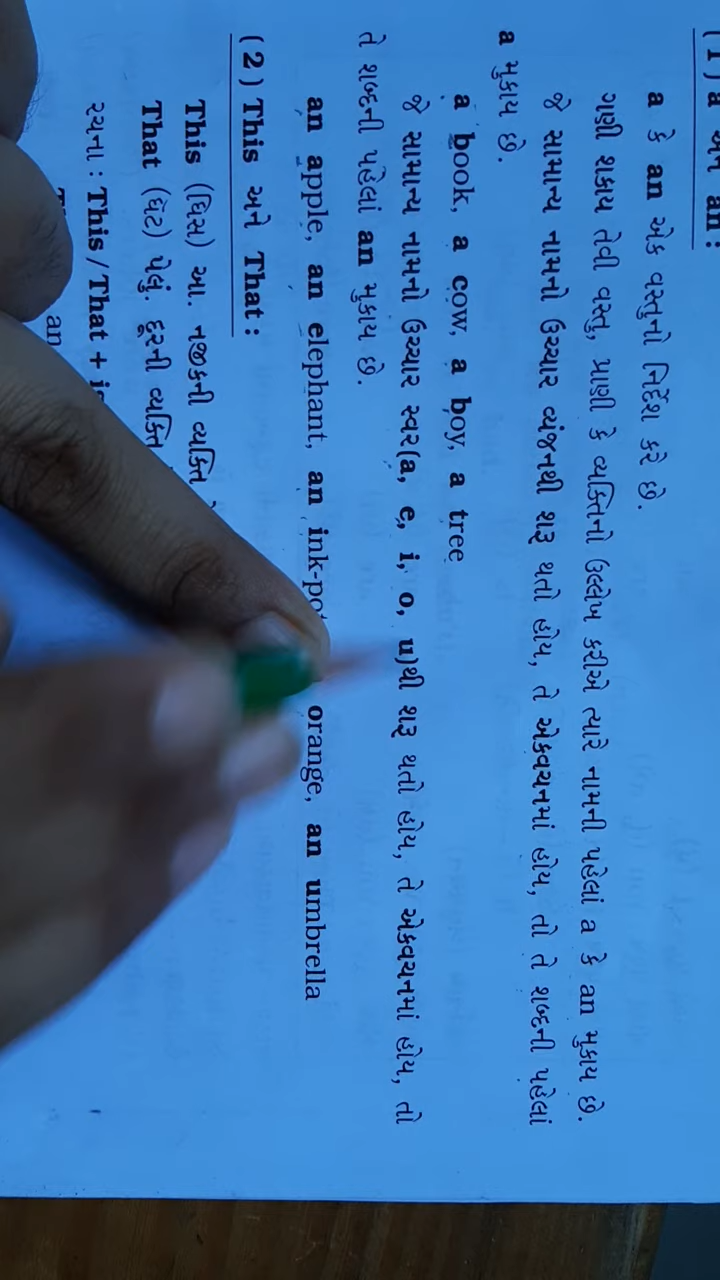 (1) a અને an :
a કે an એક વસ્તુનો નિર્દેશ કરે છે.
ગણી શકાય તેવી વસ્તુ, પ્રાણી કે વ્યક્તિનો ઉલ્લેખ કરીએ ત્યારે નામની પહેલાં a કે an મુકાય છે.
જે સામાન્ય નામનો ઉચ્ચાર વ્યંજનથી શરૂ થતો હોય, તે એકવચનમાં હોય, તો તે શબ્દની પહેલાં
a મુકાય છે.
a book, a cow, a boy, a tree
જે સામાન્ય નામનો ઉચ્ચાર સ્વર(a, e, i, o, u)થી શરૂ થતો હોય, તે એકવચનમાં હોય, તો
તે શબ્દની પહેલાં an મુકાય છે.
an apple, an elephant, an ink-pot orange, an umbrella
(2) This અને That :
This (ધિસ) આ. નજીકની વ્યક્તિ
That (ધૅટ) પેલું. દૂરની વ્યક્તિ
રચના : This / That + is
an